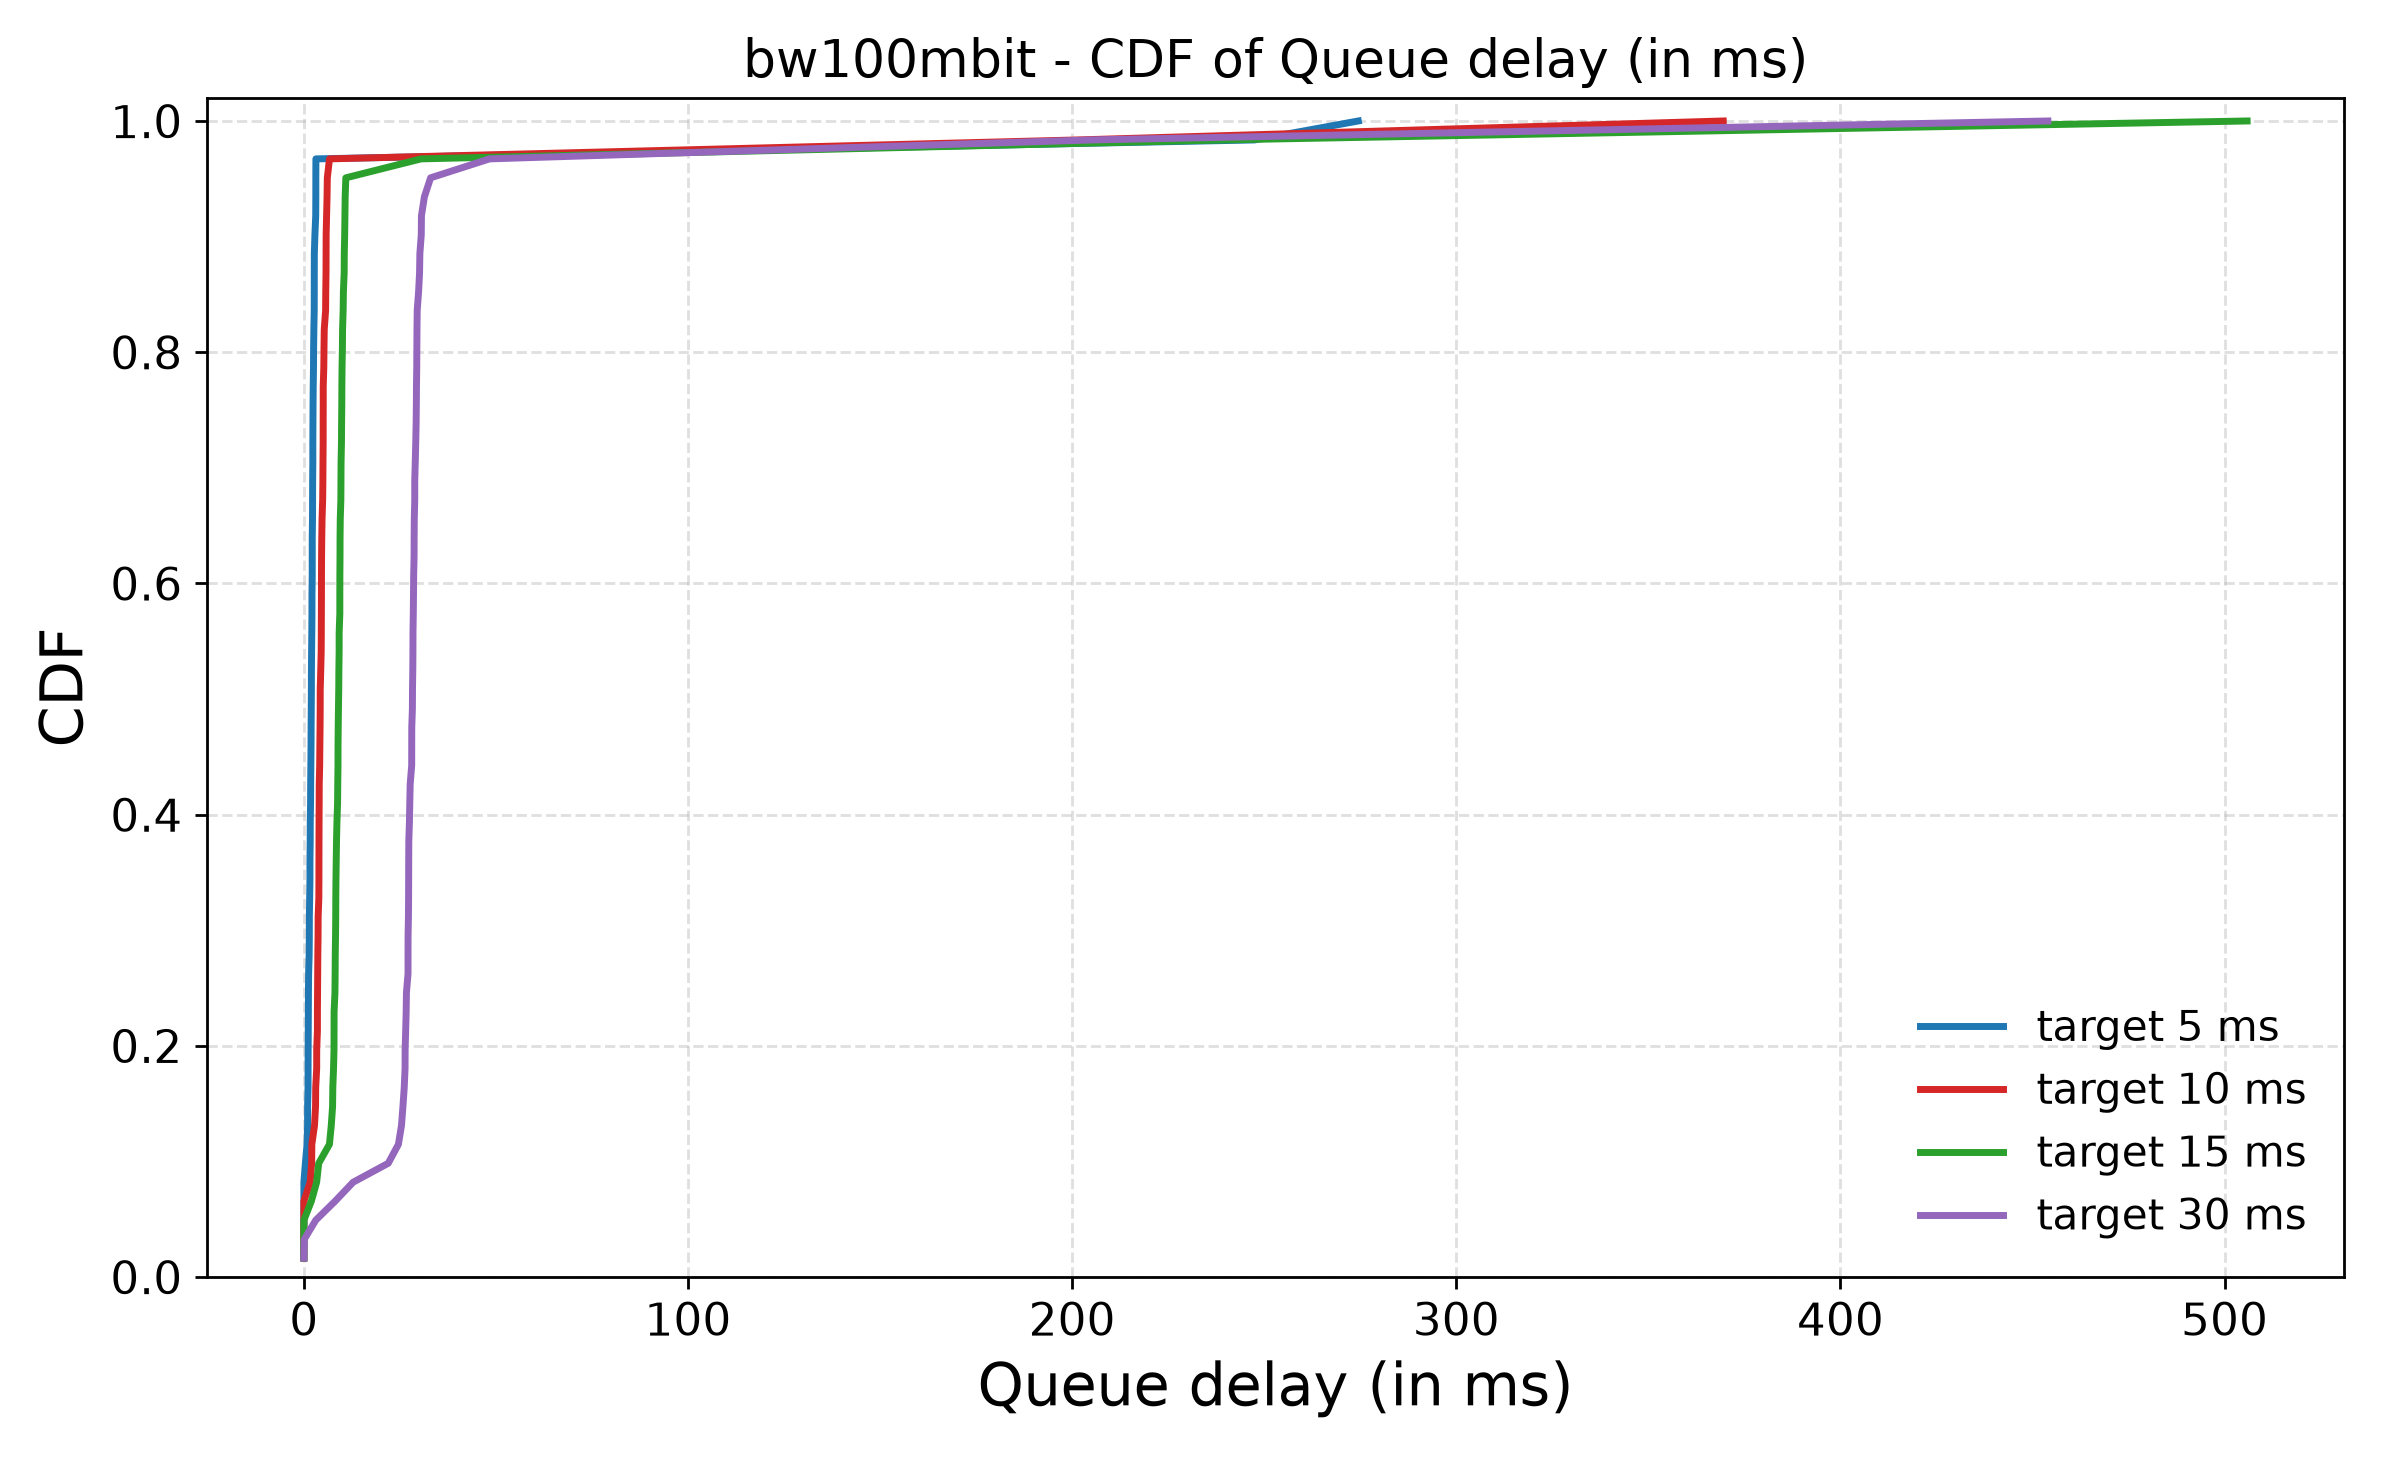 bw100mbit - CDF of Queue delay (in ms)
1.0
0.8
0.6
0.4
0.2
0.0
CDF
0 100 200 300 400 500
Queue delay (in ms)
target 5 ms
target 10 ms
target 15 ms
target 30 ms